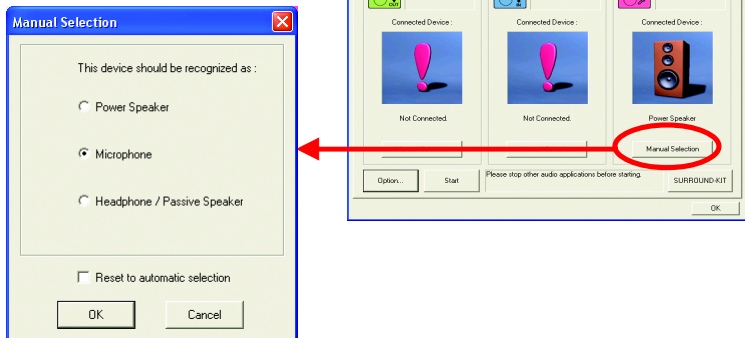 Manual Selection
This device should be recognized as :
Power Speaker
Microphone
Headphone / Passive Speaker
Reset to automatic selection
OK
Cancel
OUT
IN
Connected Device :
Connected Device :
Connected Device :
Not Connected.
Not Connected.
Power Speaker
Manual Selection
Option...
Start
Please stop other audio applications before starting.
SURROUND-KIT
OK